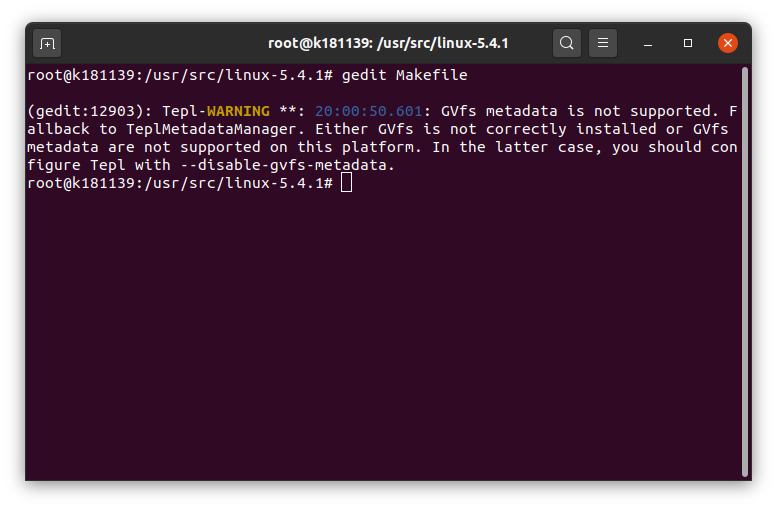 root@k181139: /usr/src/linux-5.4.1
root@k181139:/usr/src/linux-5.4.1# gedit Makefile
(gedit:12903): Tepl-WARNING **: 20:00:50.601: GVfs metadata is not supported. F
allback to TeplMetadataManager. Either GVfs is not correctly installed or GVfs
metadata are not supported on this platform. In the latter case, you should con
figure Tepl with --disable-gvfs-metadata.
root@k181139:/usr/src/linux-5.4.1#